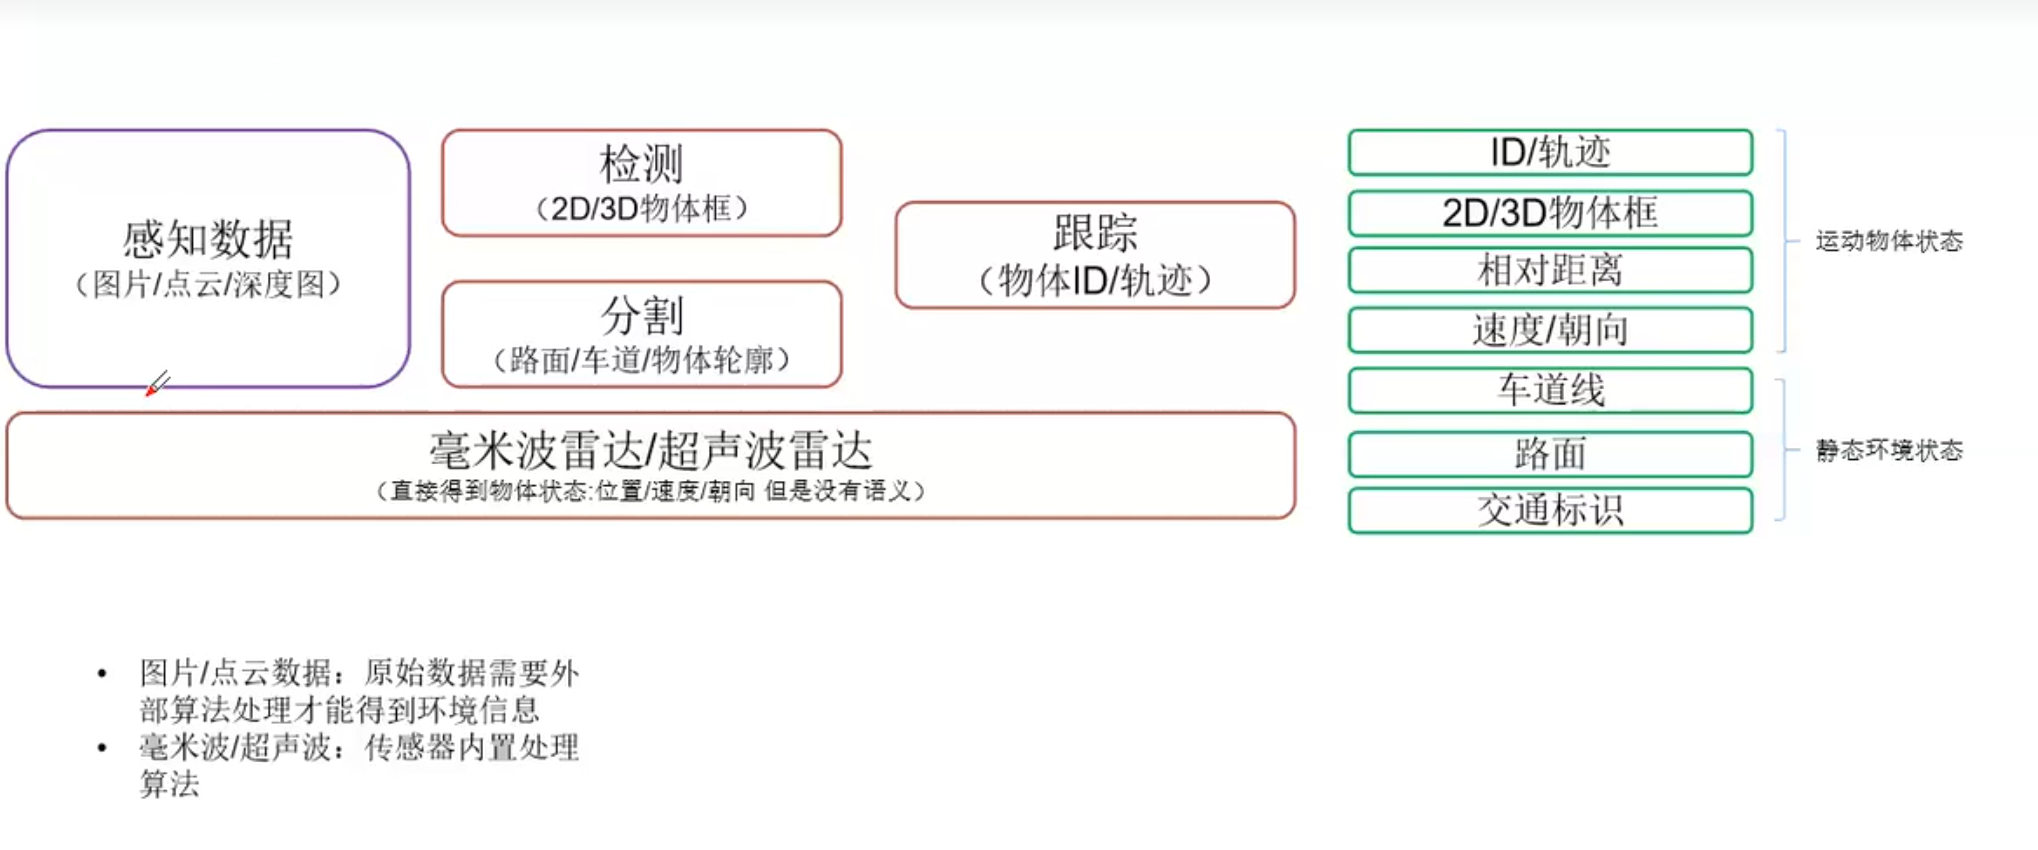 感知数据
（图片/点云/深度图）
检测
（2D/3D物体框）
分割
（路面/车道/物体轮廓）
跟踪
（物体ID/轨迹）
毫米波雷达/超声波雷达
（直接得到物体状态:位置/速度/朝向 但是没有语义）
ID/轨迹
2D/3D物体框
相对距离
速度/朝向
车道线
路面
交通标识
运动物体状态
静态环境状态
• 图片/点云数据：原始数据需要外
部算法处理才能得到环境信息
• 毫米波/超声波：传感器内置处理
算法